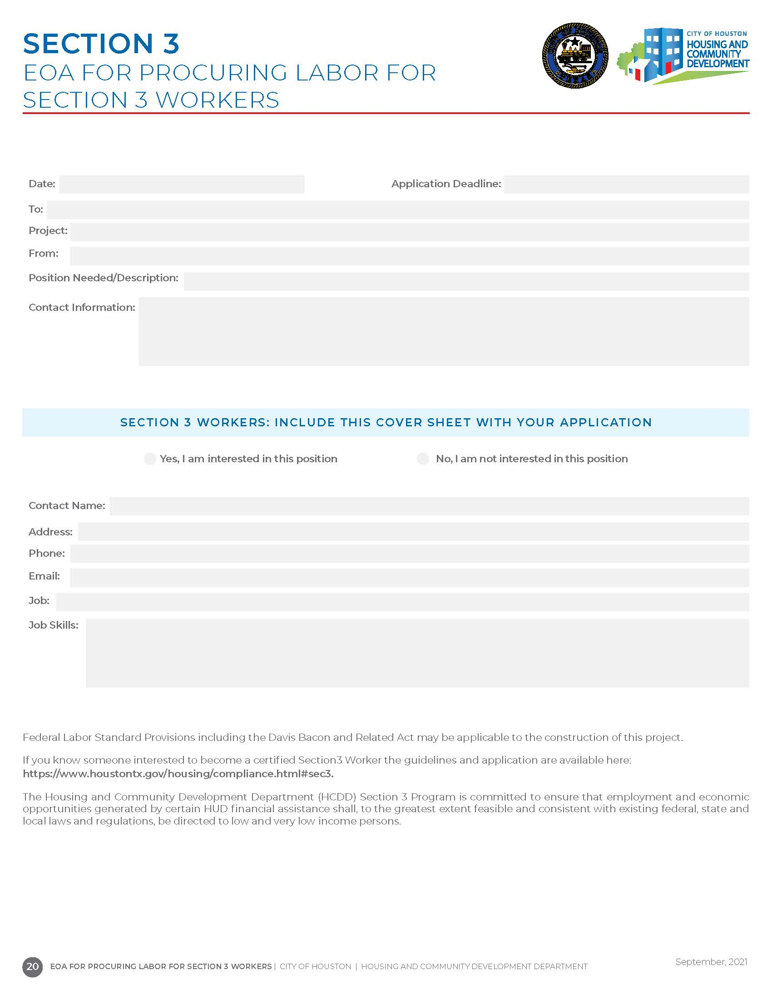 SECTION 3
EOA FOR PROCURING LABOR FOR
SECTION 3 WORKERS
CITY OF HOUSTON
HOUSING AND
COMMUNITY
DEVELOPMENT
Date:
Application Deadline:
To:
Project:
From:
Position Needed/Description:
Contact Information:
SECTION 3 WORKERS: INCLUDE THIS COVER SHEET WITH YOUR APPLICATION
Yes, I am interested in this position
No, I am not interested in this position
Contact Name:
Address:
Phone:
Email:
Job:
Job Skills:
Federal Labor Standard Provisions including the Davis Bacon and Related Act may be applicable to the construction of this project.
If you know someone interested to become a certified Section3 Worker the guidelines and application are available here:
https://www.houstontx.gov/housing/compliance.html#sec3.
The Housing and Community Development Department (HCDD) Section 3 Program is committed to ensure that employment and economic
opportunities generated by certain HUD financial assistance shall, to the greatest extent feasible and consistent with existing federal, state and
local laws and regulations, be directed to low and very low income persons.
20 EOA FOR PROCURING LABOR FOR SECTION 3 WORKERS | CITY OF HOUSTON | HOUSING AND COMMUNITY DEVELOPMENT DEPARTMENT
September, 2021